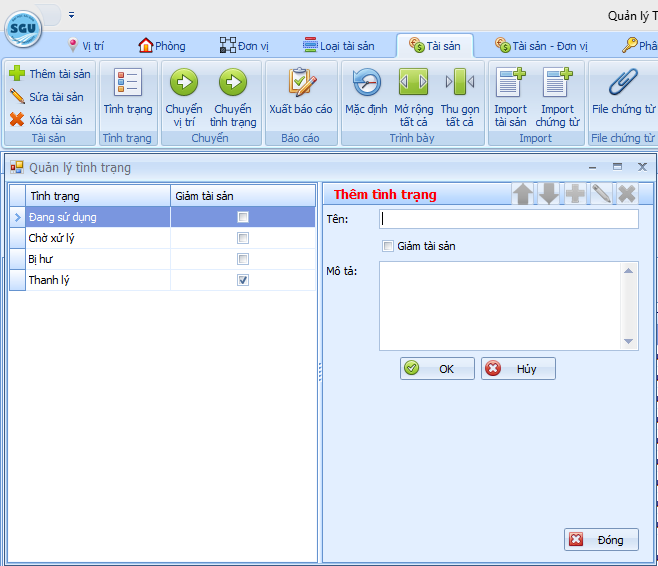 SGU
Quản lý T
Vị trí Phòng Đơn vị Loại tài sản Tài sản Tài sản - Đơn vị Phâ
Thêm tài sản
Sửa tài sản
Xóa tài sản
Tài sản
Tình trạng
Tình trạng
Chuyển
vị trí
Chuyển
tình trạng
Chuyển
Xuất báo cáo
Báo cáo
Mặc định
Mở rộng
tất cả
Thu gọn
tất cả
Trình bày
Import
tài sản
Import
chứng từ
Import
File chứng từ
File chứng từ
Quản lý tình trạng
Tình trạng Giảm tài sản
Đang sử dụng
Chờ xử lý
Bị hư
Thanh lý
Thêm tình trạng
Tên:
Giảm tài sản
Mô tả:
OK Hủy
Đóng